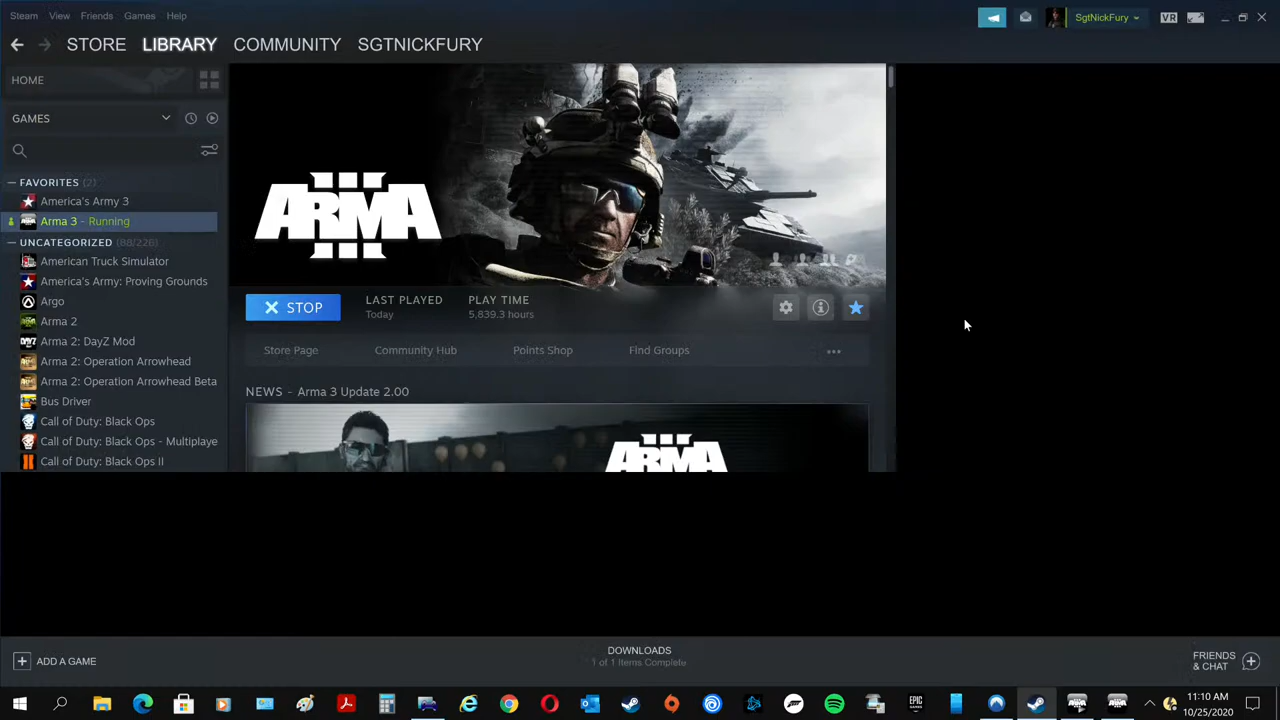 Steam View Friends Games Help
SgtNickFury
VR
STORE LIBRARY COMMUNITY SGTNICKFURY
HOME
GAMES
FAVORITES (2)
America's Army 3
Arma 3 - Running
UNCATEGORIZED (88/226)
American Truck Simulator
America's Army: Proving Grounds
Argo
Arma 2
Arma 2: DayZ Mod
Arma 2: Operation Arrowhead
Arma 2: Operation Arrowhead Beta
Bus Driver
Call of Duty: Black Ops
Call of Duty: Black Ops - Multiplaye
Call of Duty: Black Ops II
ARMA III
STOP
LAST PLAYED
Today
PLAY TIME
5,839.3 hours
Store Page
Community Hub
Points Shop
Find Groups
NEWS - Arma 3 Update 2.00
ARMA
ADD A GAME
DOWNLOADS
1 of 1 Items Complete
FRIENDS
& CHAT
EPIC
GAMES
11:10 AM
10/25/2020